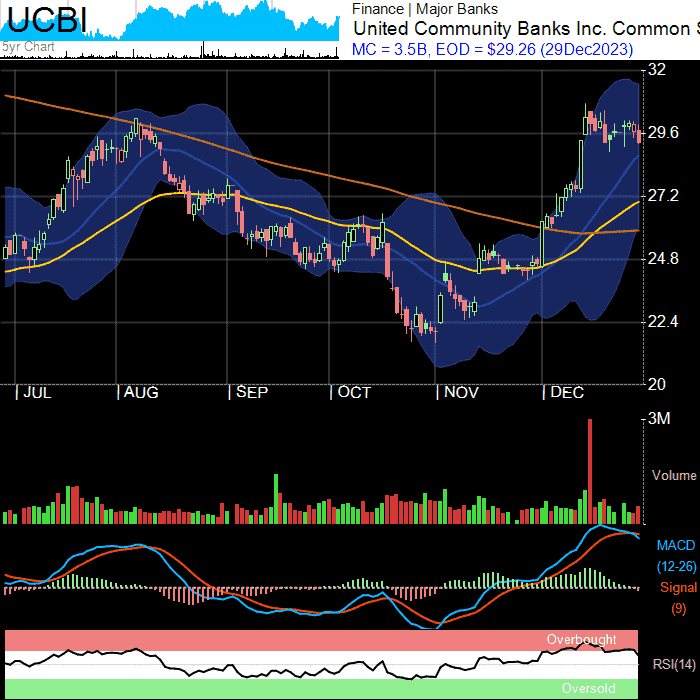 UCBI
5yr Chart
Finance | Major Banks
United Community Banks Inc. Common S
MC = 3.5B, EOD = $29.26 (29Dec2023)
32
29.6
27.2
24.8
22.4
20
| JUL | AUG | SEP | OCT | NOV | DEC
3M
Volume
MACD
(12-26)
Signal
(9)
Overbought
RSI(14)
Oversold